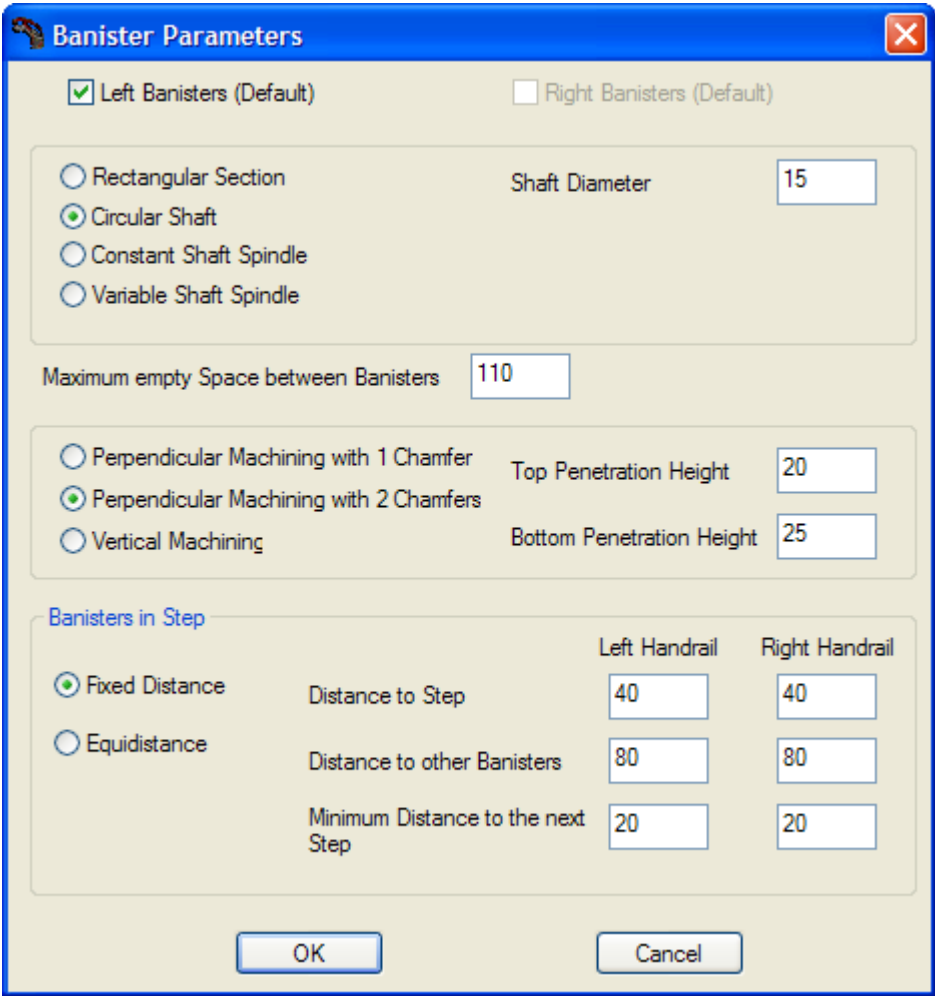 Banister Parameters
Left Banisters (Default)
Right Banisters (Default)
Rectangular Section
Circular Shaft
Constant Shaft Spindle
Variable Shaft Spindle
Shaft Diameter
15
Maximum empty Space between Banisters
110
Perpendicular Machining with 1 Chamfer
Perpendicular Machining with 2 Chamfers
Vertical Machining
Top Penetration Height
20
Bottom Penetration Height
25
Banisters in Step
Fixed Distance
Equidistance
Left Handrail
Right Handrail
Distance to Step
40
40
Distance to other Banisters
80
80
Minimum Distance to the next
Step
20
20
OK
Cancel